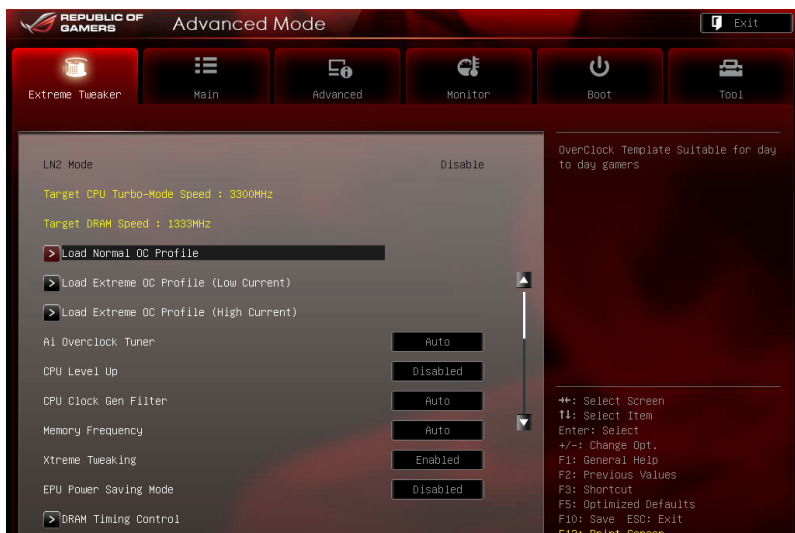 REPUBLIC OF
GAMERS
Advanced Mode
Exit
Extreme Tweaker
Main
Advanced
Monitor
Boot
Tool
LN2 Mode Disable
Target CPU Turbo-Mode Speed : 3300MHz
Target DRAM Speed : 1333MHz
> Load Normal OC Profile
> Load Extreme OC Profile (Low Current)
> Load Extreme OC Profile (High Current)
Ai Overclock Tuner Auto
CPU Level Up Disabled
CPU Clock Gen Filter Auto
Memory Frequency Auto
Xtreme Tweaking Enabled
EPU Power Saving Mode Disabled
> DRAM Timing Control
OverClock Template Suitable for day
to day gamers
→←: Select Screen
↑↓: Select Item
Enter: Select
+/-: Change Opt.
F1: General Help
F2: Previous Values
F3: Shortcut
F5: Optimized Defaults
F10: Save ESC: Exit
F12: Print Screen